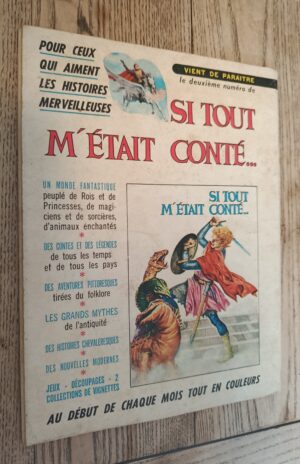 POUR CEUX
QUI AIMENT
LES HISTOIRES
MERVEILLEUSES
VIENT DE PARAITRE
le deuxième numéro de
SI TOUT
M'ÉTAIT CONTÉ...
UN MONDE FANTASTIQUE
peuplé de Rois et de
Princesses, de magi-
ciens et de sorcières,
d'animaux enchantés
*
DES CONTES ET DES LÉGENDES
de tous les temps
et de tous les pays
*
DES AVENTURES PITTORESQUES
tirées du folklore
*
LES GRANDS MYTHES
de l'antiquité
*
DES HISTOIRES CHEVALERESQUES
*
DES NOUVELLES MODERNES
*
JEUX - DÉCOUPAGES - 2
COLLECTIONS DE VIGNETTES
SI TOUT
M'ÉTAIT CONTÉ...
AU DÉBUT DE CHAQUE MOIS TOUT EN COULEURS